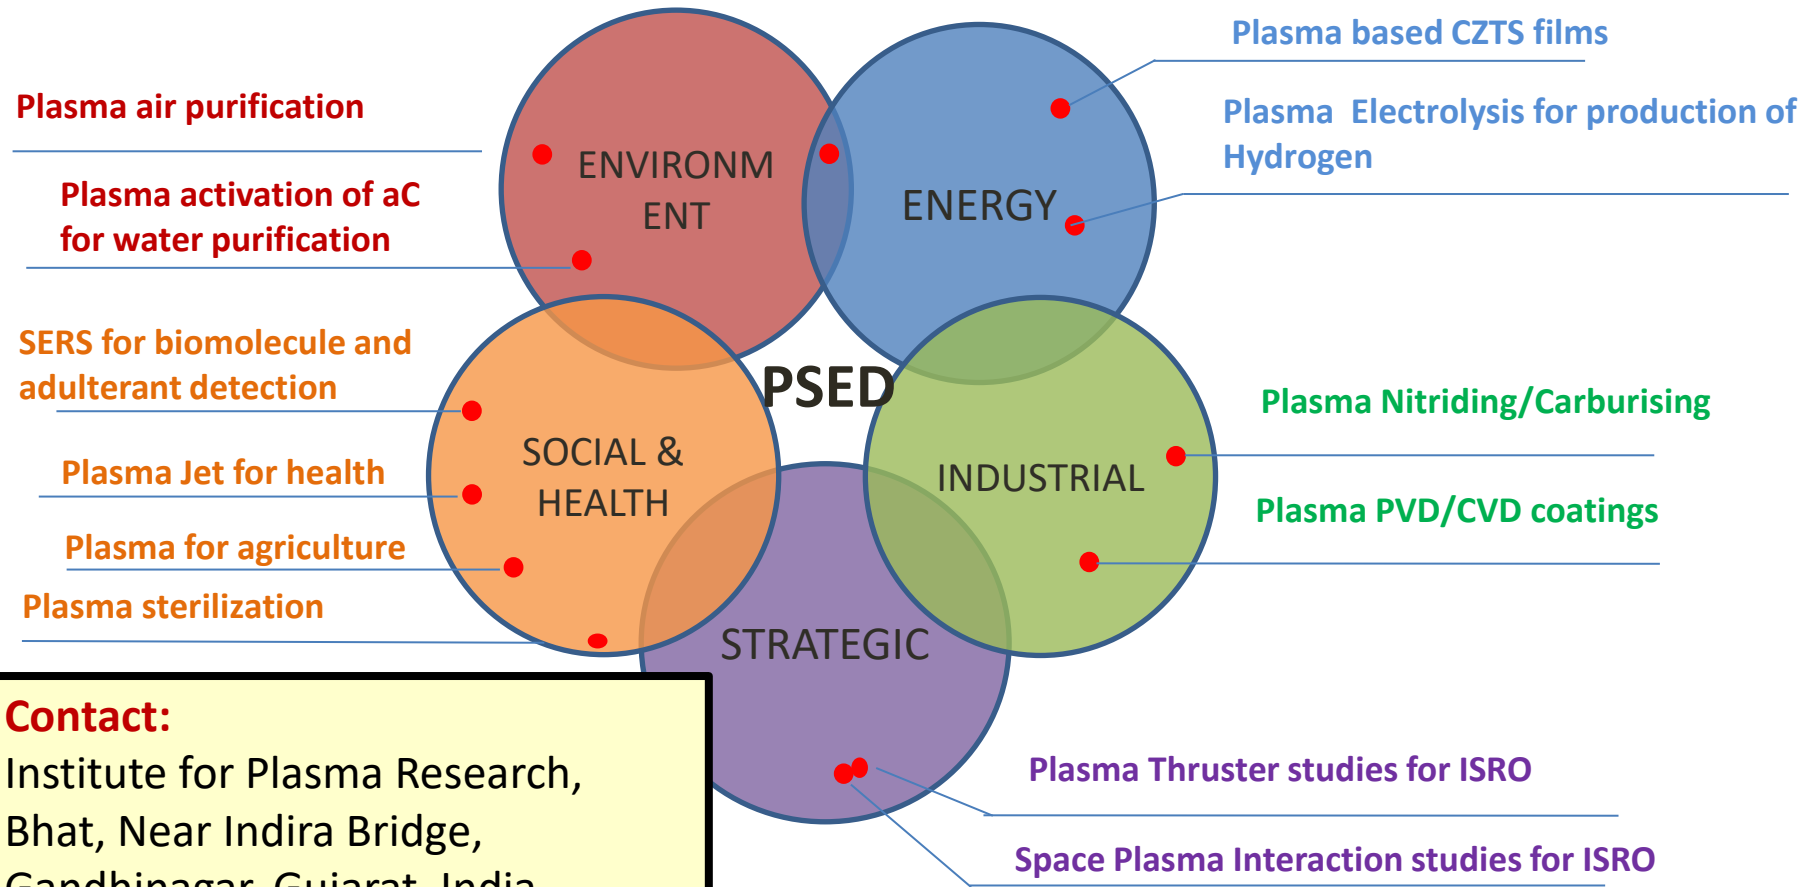 Plasma based CZTS films
Plasma air purification
Plasma  Electrolysis for production of
Hydrogen
Plasma activation of aC
for water purification
ENVIRONM
ENT
ENERGY
SERS for biomolecule and
adulterant detection
PSED
Plasma Nitriding/Carburising
SOCIAL &
HEALTH
INDUSTRIAL
Plasma Jet for health
Plasma PVD/CVD coatings
Plasma for agriculture
Plasma sterilization
STRATEGIC
Contact:
Institute for Plasma Research,
Bhat, Near Indira Bridge,
Gandhinagar, Gujarat, India
Plasma Thruster studies for ISRO
Space Plasma Interaction studies for ISRO